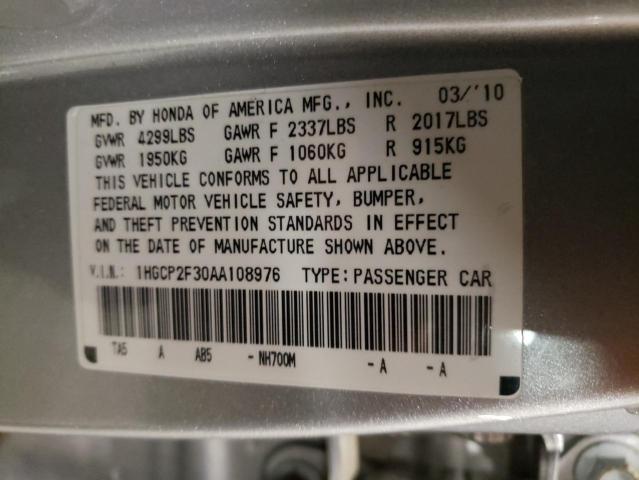 MFD. BY HONDA OF AMERICA MFG., INC. 03/'10
GVWR 4299LBS GAWR F 2337LBS R 2017LBS
GVWR 1950KG GAWR F 1060KG R 915KG
THIS VEHICLE CONFORMS TO ALL APPLICABLE
FEDERAL MOTOR VEHICLE SAFETY, BUMPER,
AND THEFT PREVENTION STANDARDS IN EFFECT
ON THE DATE OF MANUFACTURE SHOWN ABOVE.
V.I.N.: 1HGCP2F30AA108976 TYPE: PASSENGER CAR
TA5 A AB5 - NH700M - A - A